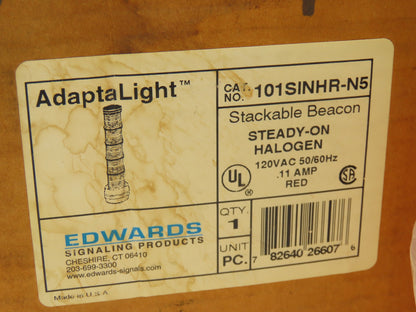 AdaptaLight™
CAT. NO. 101SINHR-N5
Stackable Beacon
STEADY-ON
HALOGEN
120VAC 50/60Hz
.11 AMP
RED
UL
SA
EDWARDS
SIGNALING PRODUCTS
CHESHIRE, CT 06410
203-699-3300
www.edwards-signals.com
Made in U.S.A.
QTY.
1
UNIT
PC.
7 82640 26607 6